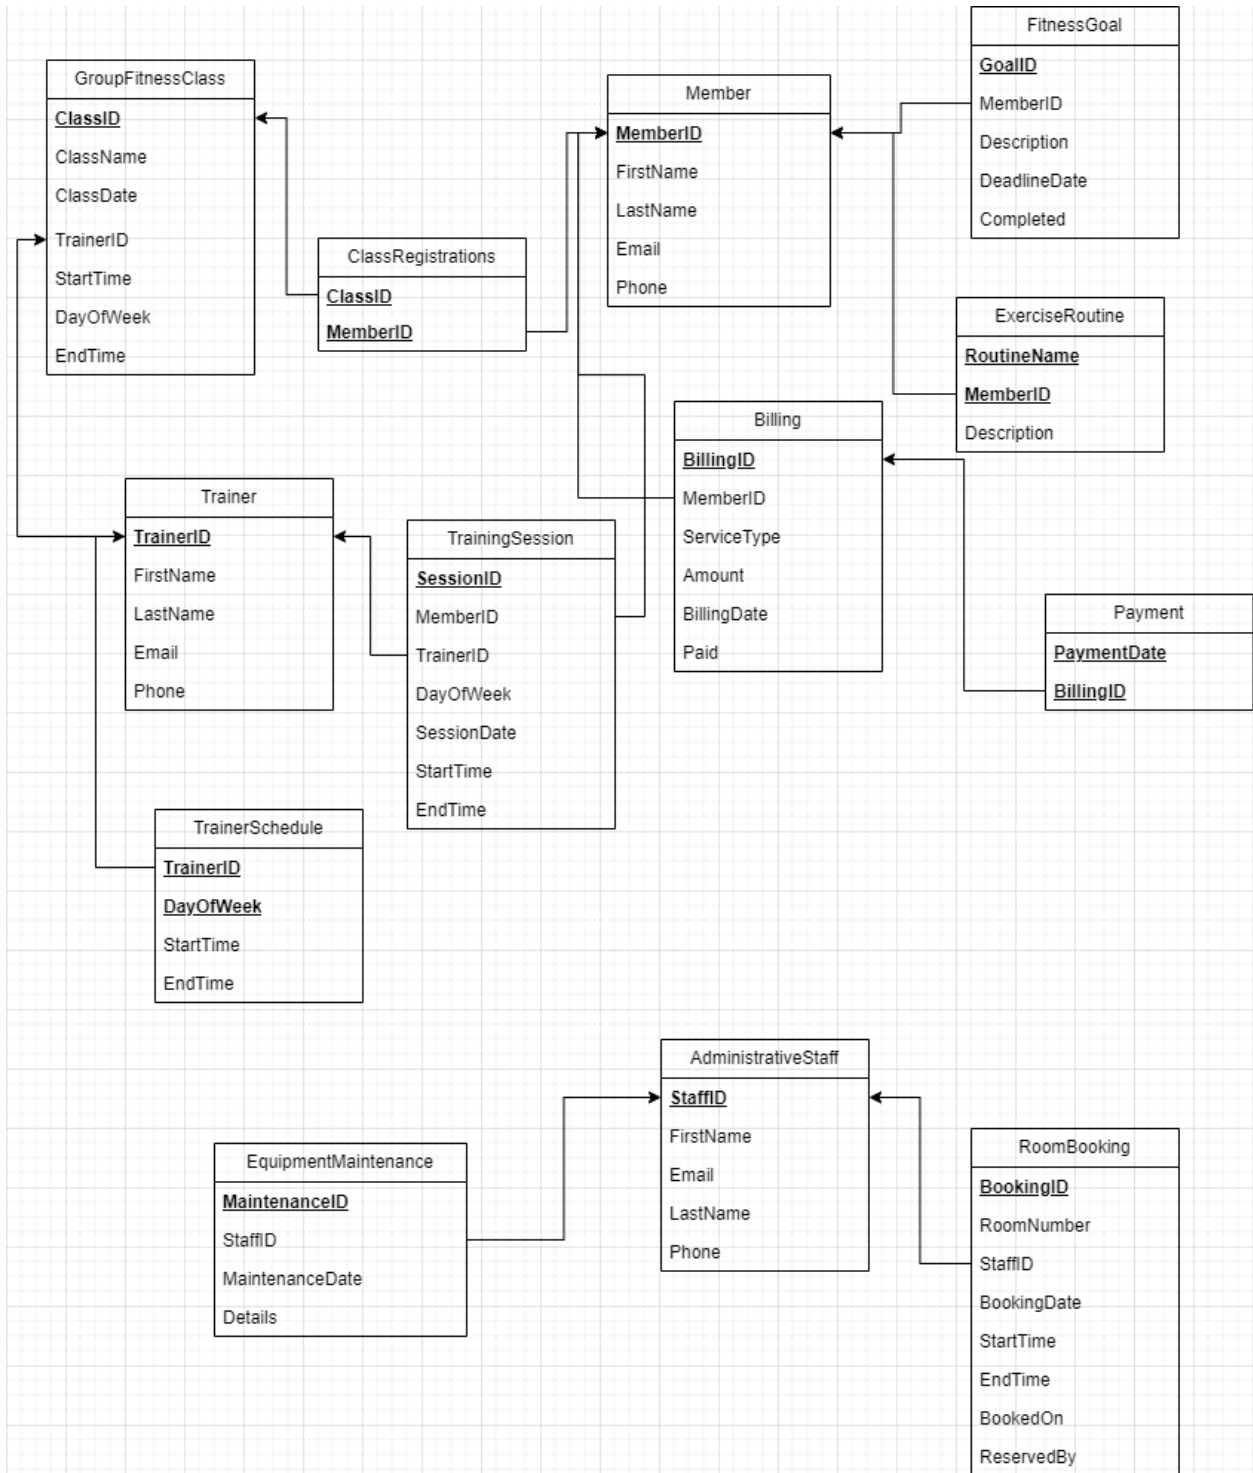 FitnessGoal
GoalID
MemberID
Description
DeadlineDate
Completed
GroupFitnessClass
ClassID
ClassName
ClassDate
TrainerID
StartTime
DayOfWeek
EndTime
Member
MemberID
FirstName
LastName
Email
Phone
ClassRegistrations
ClassID
MemberID
ExerciseRoutine
RoutineName
MemberID
Description
Billing
BillingID
MemberID
ServiceType
Amount
BillingDate
Paid
Trainer
TrainerID
FirstName
LastName
Email
Phone
TrainingSession
SessionID
MemberID
TrainerID
DayOfWeek
SessionDate
StartTime
EndTime
Payment
PaymentDate
BillingID
TrainerSchedule
TrainerID
DayOfWeek
StartTime
EndTime
AdministrativeStaff
StaffID
FirstName
Email
LastName
Phone
EquipmentMaintenance
MaintenanceID
StaffID
MaintenanceDate
Details
RoomBooking
BookingID
RoomNumber
StaffID
BookingDate
StartTime
EndTime
BookedOn
ReservedBy